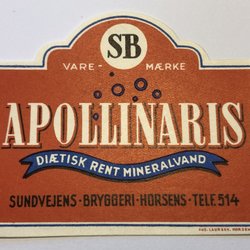 SB
VARE - MÆRKE
APOLLINARIS
DIÆTISK RENT MINERALVAND
SUNDVEJENS · BRYGGERI · HORSENS · TELF. 514